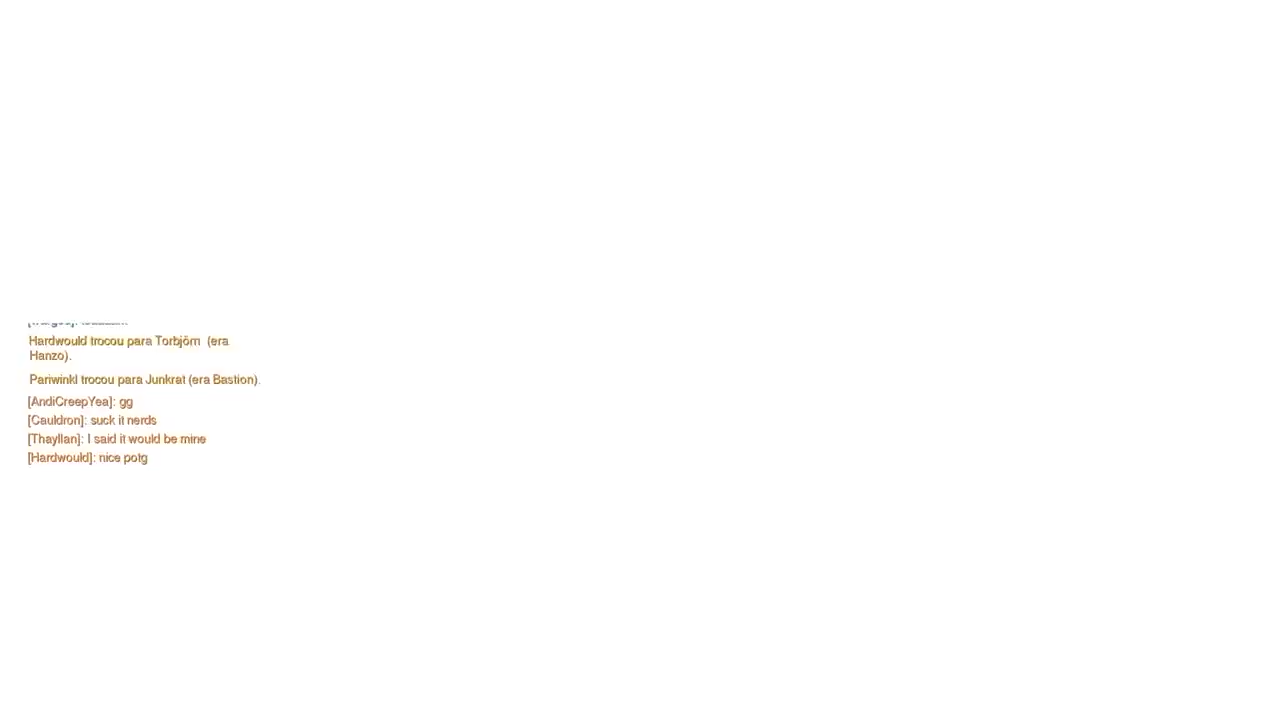 Hardwould trocou para Torbjörn (era
Hanzo).
Pariwinkl trocou para Junkrat (era Bastion).
[AndiCreepYea]: gg
[Cauldron]: suck it nerds
[Thayllan]: I said it would be mine
[Hardwould]: nice potg